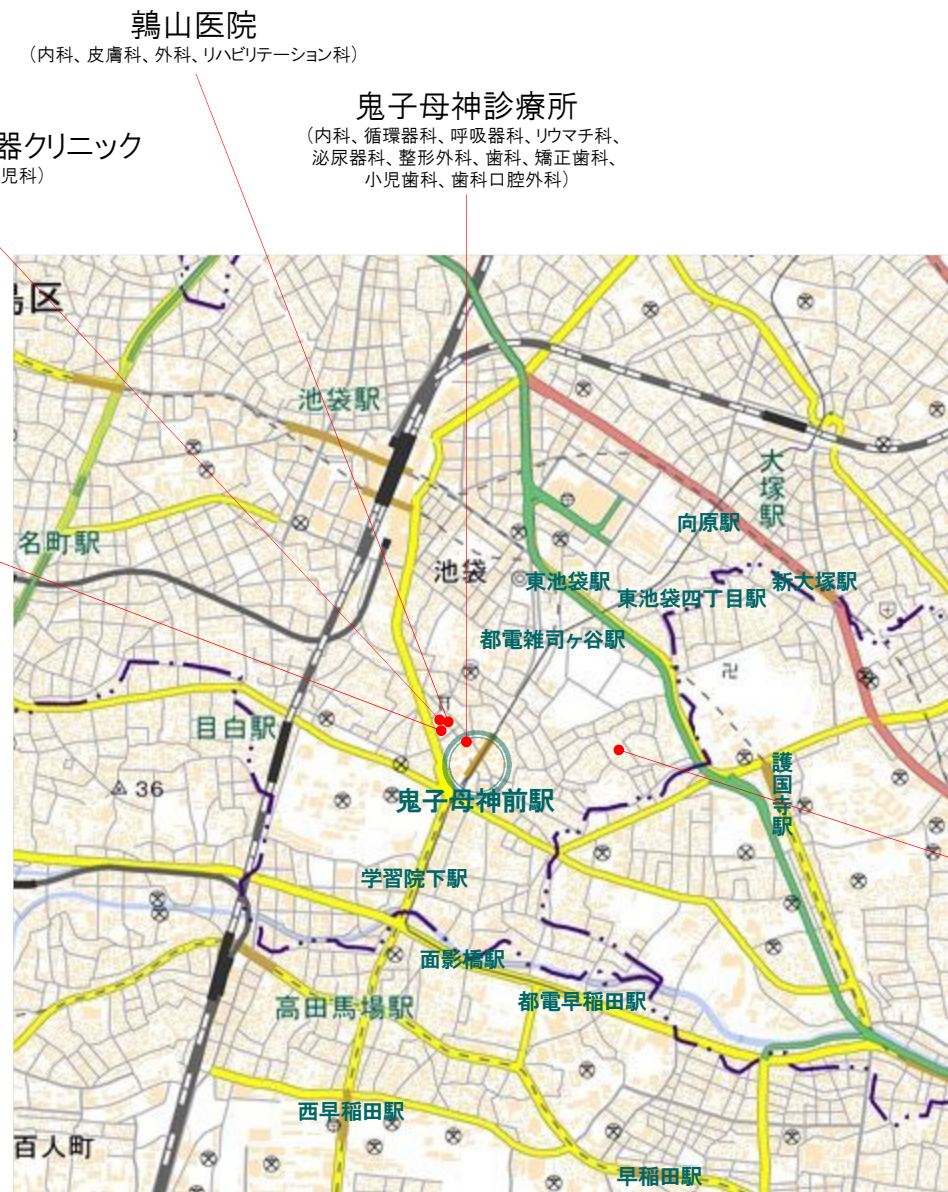 鶉山医院
（内科、皮膚科、外科、リハビリテーション科）
鬼子母神診療所
（内科、循環器科、呼吸器科、リウマチ科、
泌尿器科、整形外科、歯科、矯正歯科、
小児歯科、歯科口腔外科）
器クリニック
児科）
島区
池袋駅
大塚駅
向原駅
名町駅
池袋
東池袋駅
東池袋四丁目駅
新大塚駅
都電雑司ヶ谷駅
目白駅
護国寺駅
36
鬼子母神前駅
学習院下駅
面影橋駅
高田馬場駅
都電早稲田駅
西早稲田駅
百人町
早稲田駅